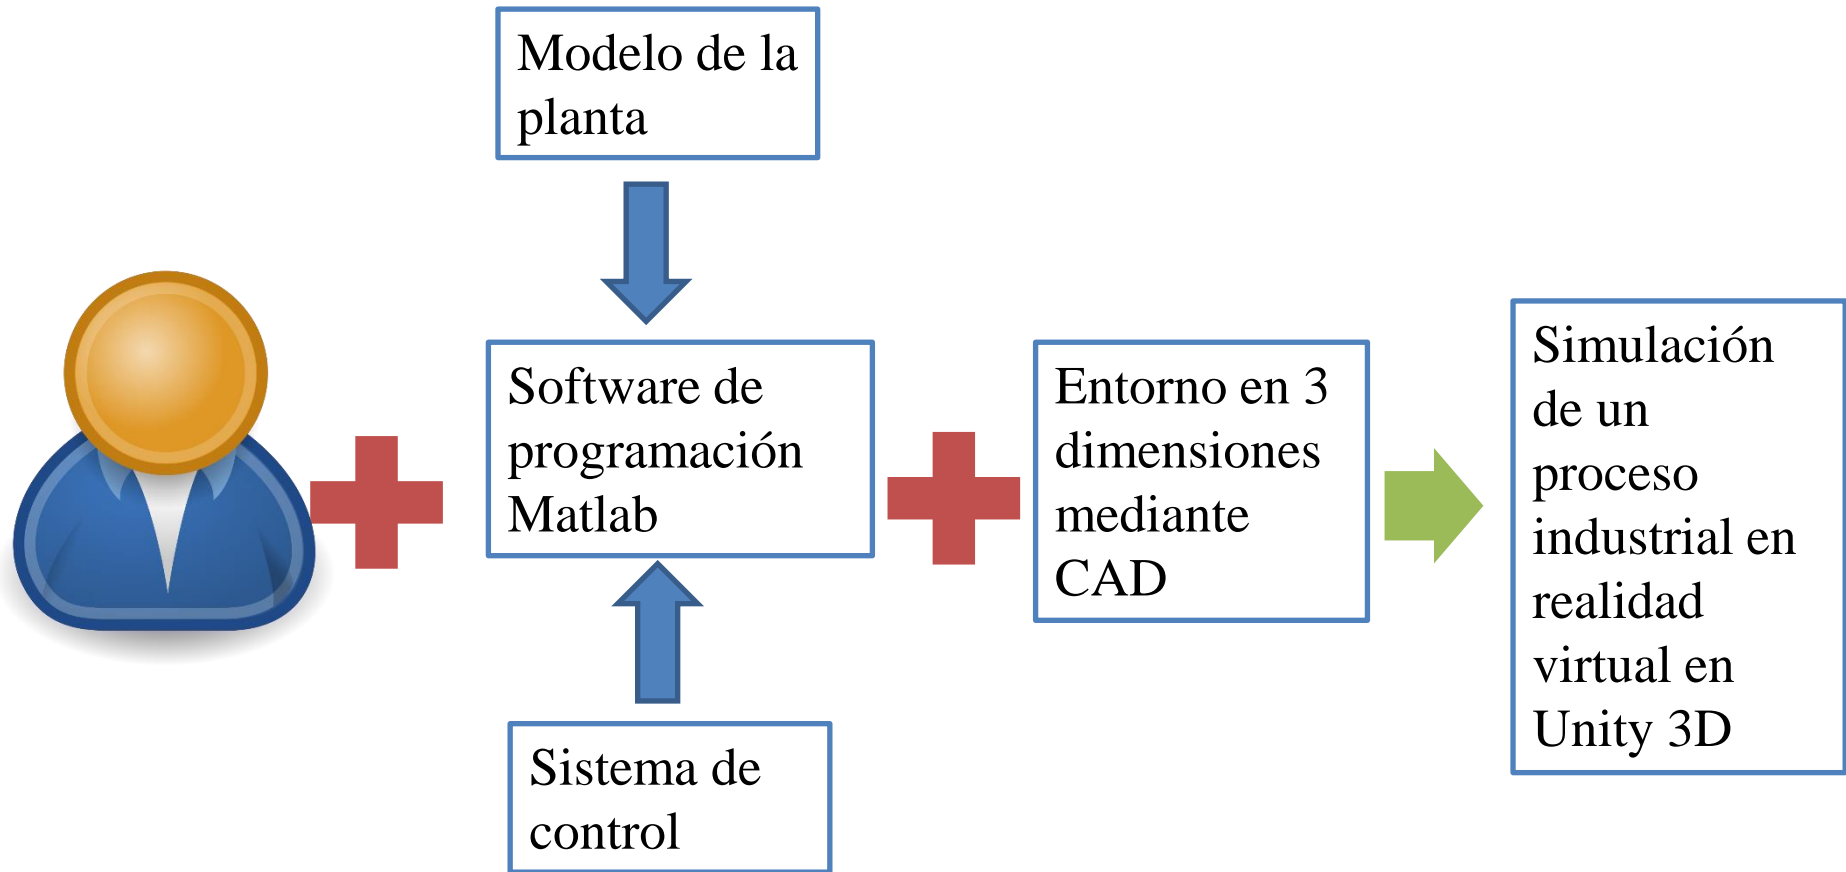 Modelo de la
planta
Software de
programación
Matlab
Sistema de
control
Entorno en 3
dimensiones
mediante
CAD
Simulación
de un
proceso
industrial en
realidad
virtual en
Unity 3D